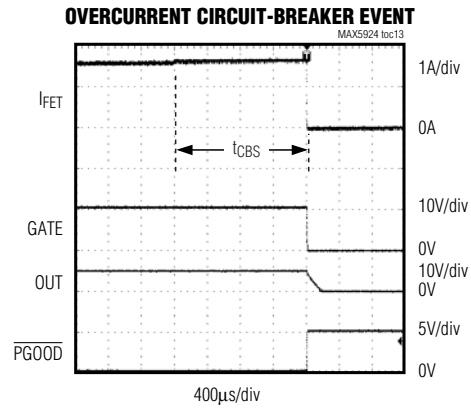 OVERCURRENT CIRCUIT-BREAKER EVENT
MAX5924 toc13
1A/div
IFET
0A
tCBS
10V/div
GATE
0V
10V/div
OUT
0V
5V/div
PGOOD
0V
400μs/div